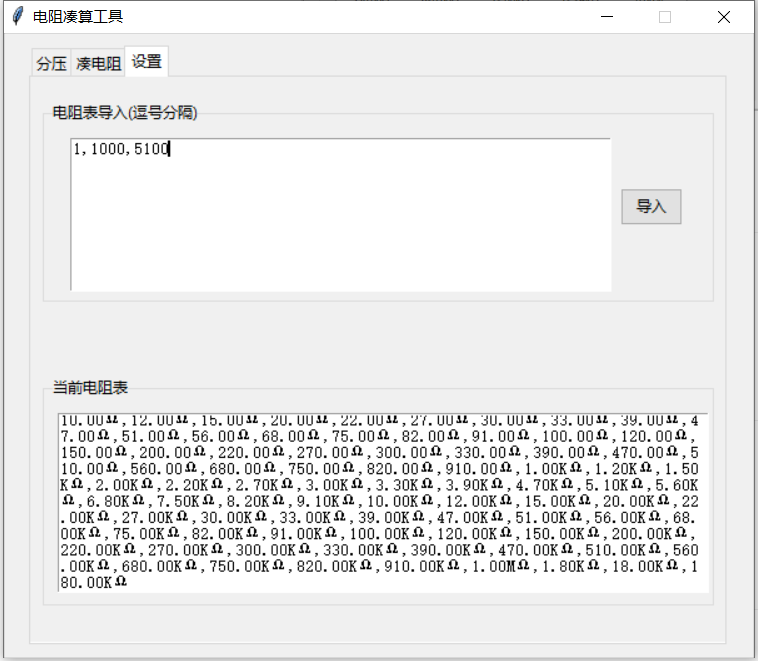 电阻凑算工具
分压 凑电阻 设置
电阻表导入(逗号分隔)
1,1000,5100
导入
当前电阻表
10.00Ω,12.00Ω,15.00Ω,20.00Ω,22.00Ω,27.00Ω,30.00Ω,33.00Ω,39.00Ω,4
7.00Ω,51.00Ω,56.00Ω,68.00Ω,75.00Ω,82.00Ω,91.00Ω,100.00Ω,120.00Ω,
150.00Ω,200.00Ω,220.00Ω,270.00Ω,300.00Ω,330.00Ω,390.00Ω,470.00Ω,5
10.00Ω,560.00Ω,680.00Ω,750.00Ω,820.00Ω,910.00Ω,1.00KΩ,1.20KΩ,1.50
KΩ,2.00KΩ,2.20KΩ,2.70KΩ,3.00KΩ,3.30KΩ,3.90KΩ,4.70KΩ,5.10KΩ,5.60K
Ω,6.80KΩ,7.50KΩ,8.20KΩ,9.10KΩ,10.00KΩ,12.00KΩ,15.00KΩ,20.00KΩ,22
.00KΩ,27.00KΩ,30.00KΩ,33.00KΩ,39.00KΩ,47.00KΩ,51.00KΩ,56.00KΩ,68.
00KΩ,75.00KΩ,82.00KΩ,91.00KΩ,100.00KΩ,120.00KΩ,150.00KΩ,200.00KΩ,
220.00KΩ,270.00KΩ,300.00KΩ,330.00KΩ,390.00KΩ,470.00KΩ,510.00KΩ,560
.00KΩ,680.00KΩ,750.00KΩ,820.00KΩ,910.00KΩ,1.00MΩ,1.80KΩ,18.00KΩ,1
80.00KΩ